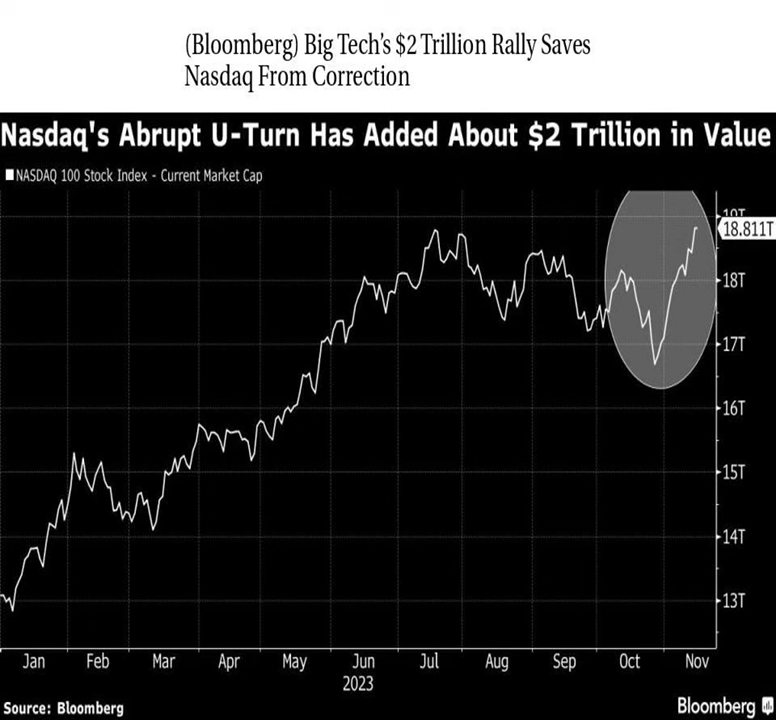 (Bloomberg) Big Tech's $2 Trillion Rally Saves
Nasdaq From Correction
Nasdaq's Abrupt U-Turn Has Added About $2 Trillion in Value
NASDAQ 100 Stock Index - Current Market Cap
19T
18.811T
18T
17T
16T
15T
14T
13T
Jan Feb Mar Apr May Jun Jul Aug Sep Oct Nov
2023
Source: Bloomberg
Bloomberg